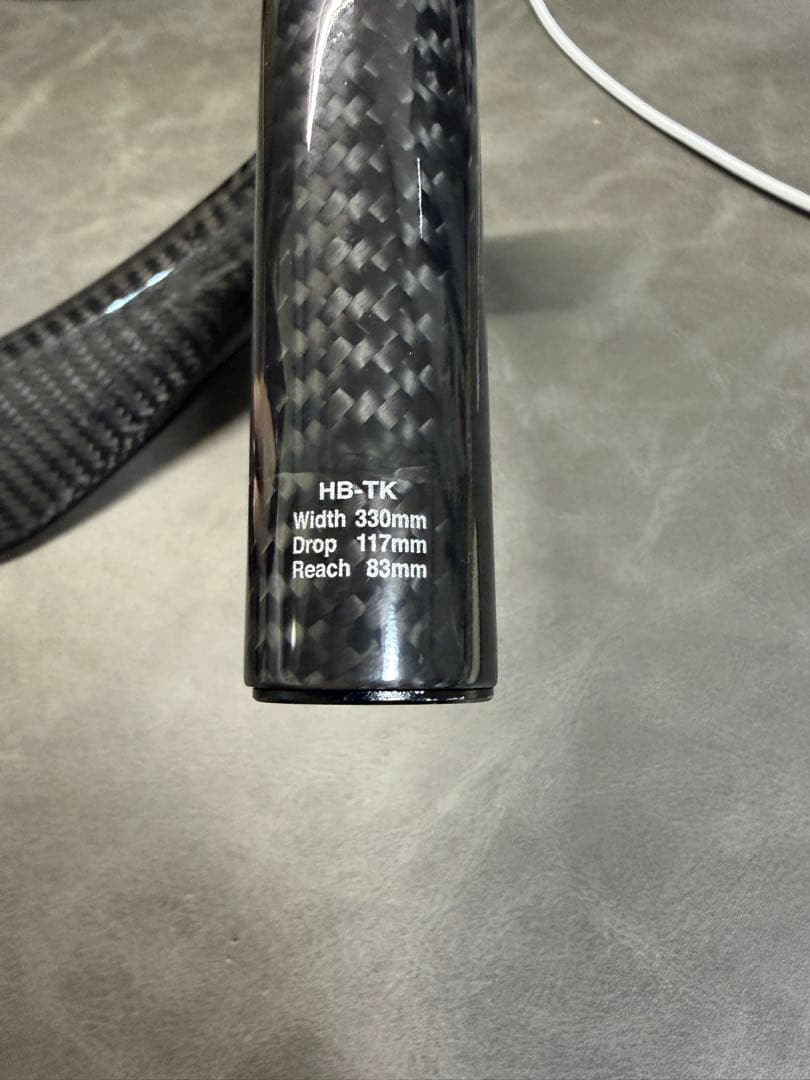 HB-TK
Width 330mm
Drop 117mm
Reach 83mm